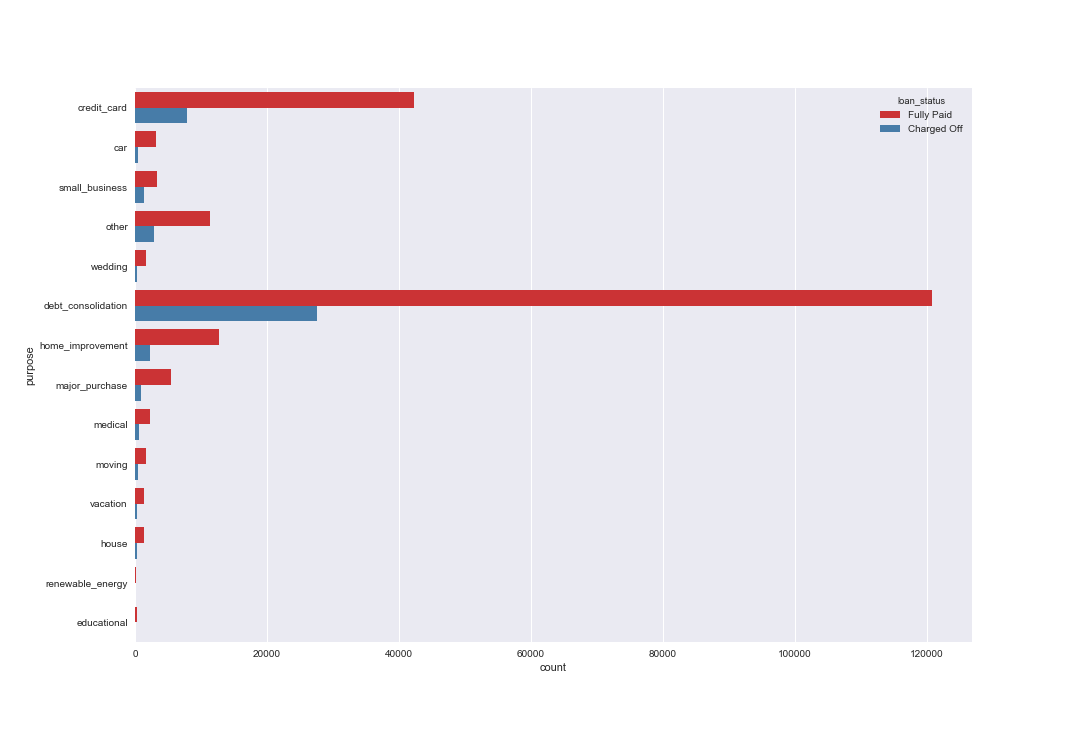 loan_status
Fully Paid
Charged Off
credit_card
car
small_business
other
wedding
debt_consolidation
home_improvement
major_purchase
medical
moving
vacation
house
renewable_energy
educational
purpose
0 20000 40000 60000 80000 100000 120000
count